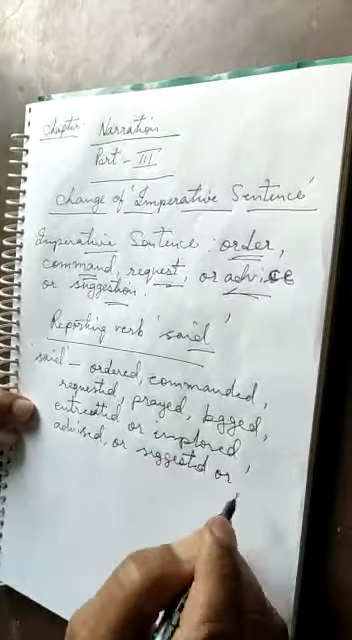 Chapter: Narration
Part - III
Change of 'Imperative Sentence'
Imperative Sentence : order,
command, request, or advice
or suggestion.
Reporting verb 'said'
'said' - ordered, commanded,
requested, prayed, begged,
entreated or implored,
advised, or suggested or